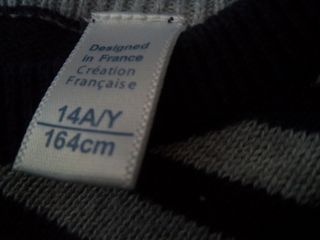 Designed
in France
Création
Française
14A/Y
164cm